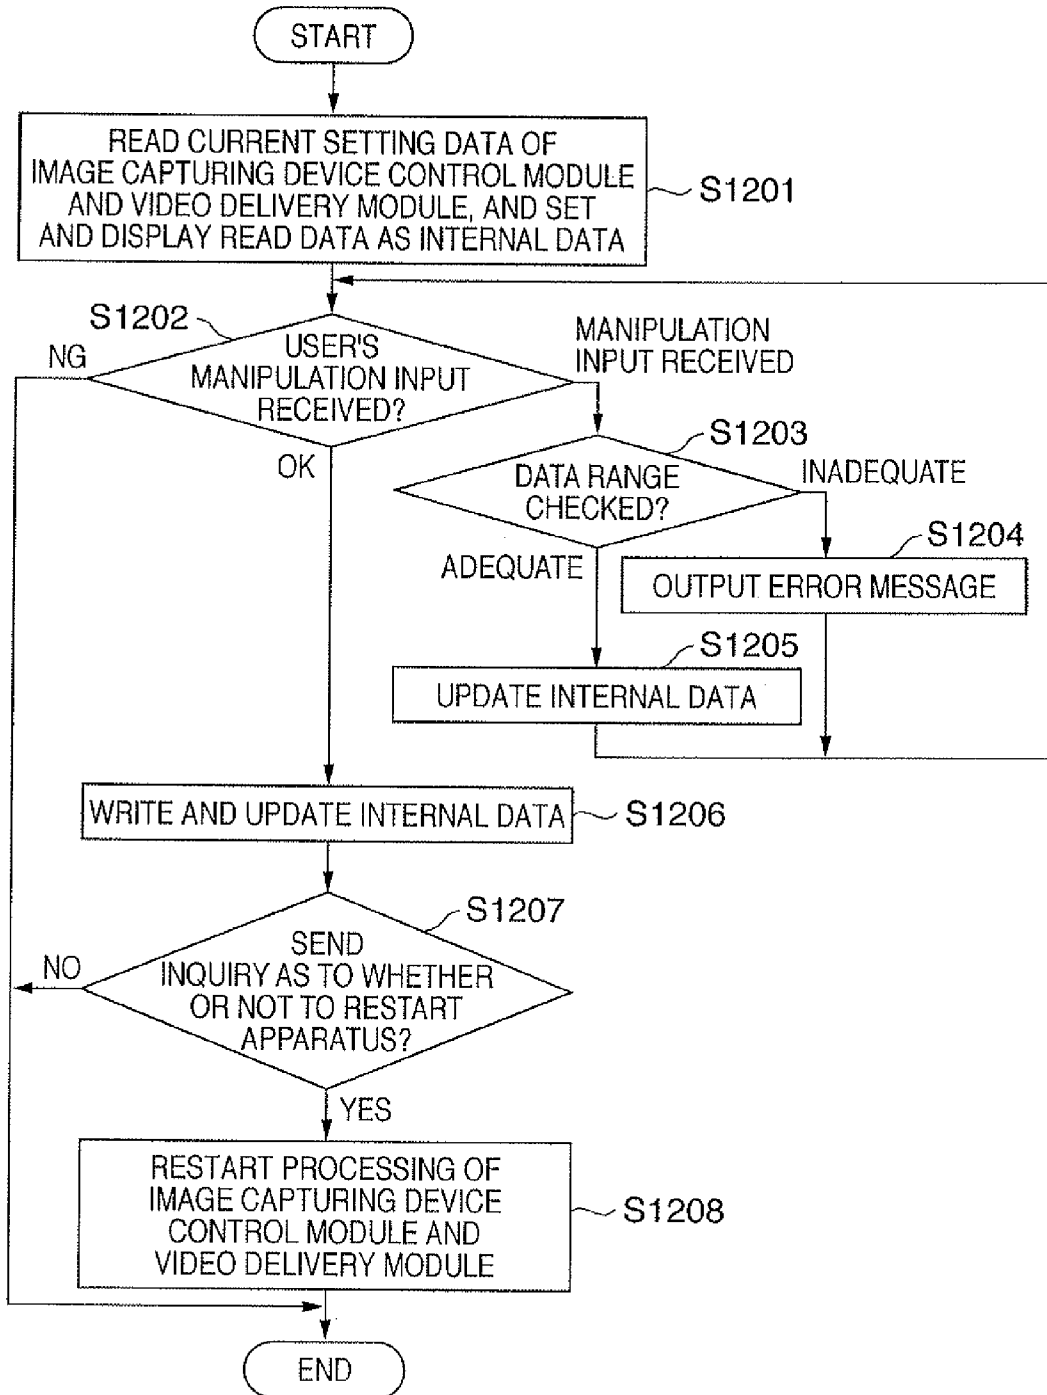 START
READ CURRENT SETTING DATA OF
IMAGE CAPTURING DEVICE CONTROL MODULE
AND VIDEO DELIVERY MODULE, AND SET
AND DISPLAY READ DATA AS INTERNAL DATA
S1201
S1202
NG
USER'S
MANIPULATION INPUT
RECEIVED?
MANIPULATION
INPUT RECEIVED
OK
S1203
DATA RANGE
CHECKED?
INADEQUATE
ADEQUATE
S1204
OUTPUT ERROR MESSAGE
S1205
UPDATE INTERNAL DATA
WRITE AND UPDATE INTERNAL DATA
S1206
S1207
NO
SEND
INQUIRY AS TO WHETHER
OR NOT TO RESTART
APPARATUS?
YES
RESTART PROCESSING OF
IMAGE CAPTURING DEVICE
CONTROL MODULE AND
VIDEO DELIVERY MODULE
S1208
END